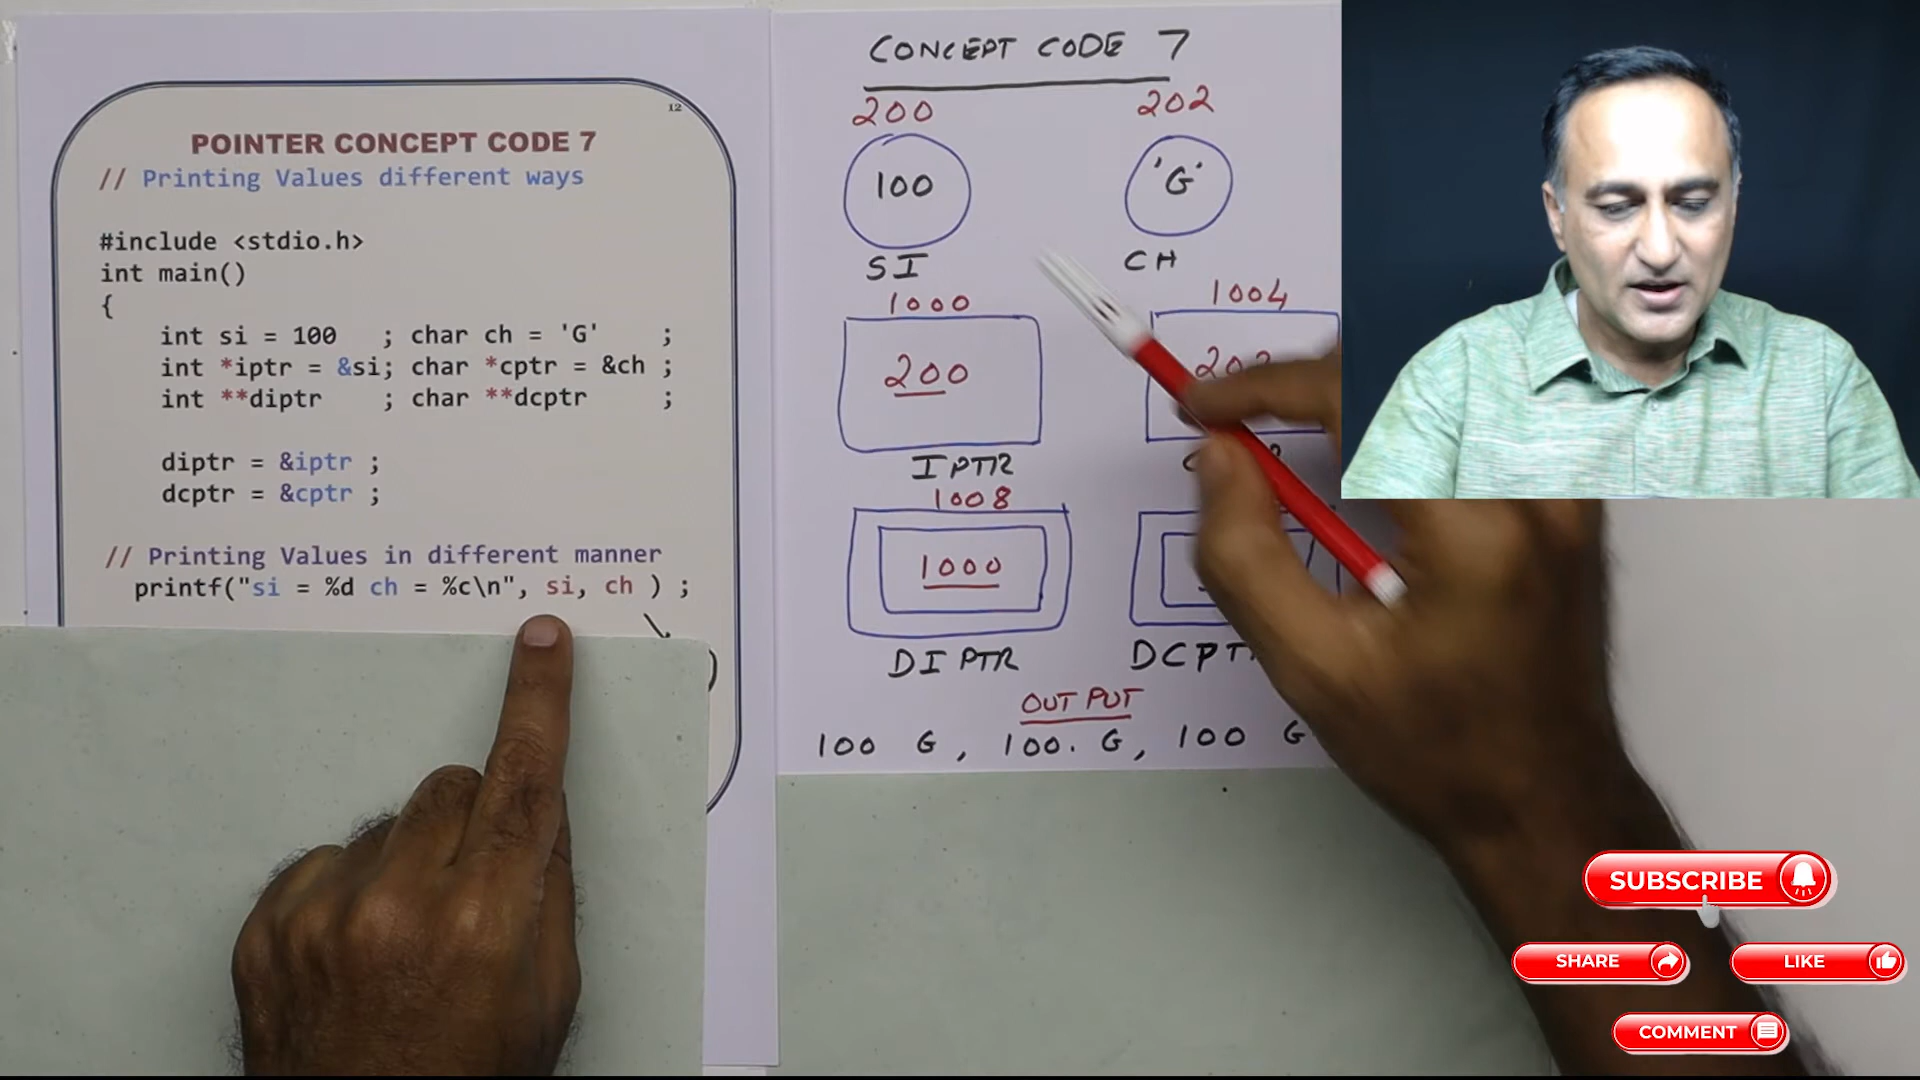 12
POINTER CONCEPT CODE 7
// Printing Values different ways
#include <stdio.h>
int main()
{
int si = 100 ; char ch = 'G' ;
int *iptr = &si; char *cptr = &ch ;
int **diptr ; char **dcptr ;
diptr = &iptr ;
dcptr = &cptr ;
// Printing Values in different manner
printf("si = %d ch = %c\n", si, ch ) ;
CONCEPT CODE 7
200 202
100 'G'
SI CH
1000 1004
200
IPTR
1008
1000
DIPTR
OUTPUT
100 G , 100. G , 100 G
SUBSCRIBE
SHARE LIKE
COMMENT